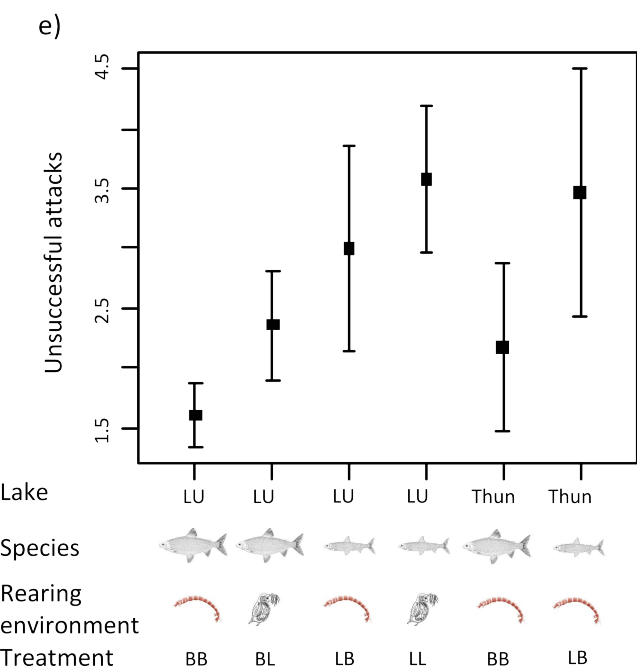 e)
Unsuccessful attacks
4.5
3.5
2.5
1.5
Lake LU LU LU LU Thun Thun
Species
Rearing
environment
Treatment BB BL LB LL BB LB